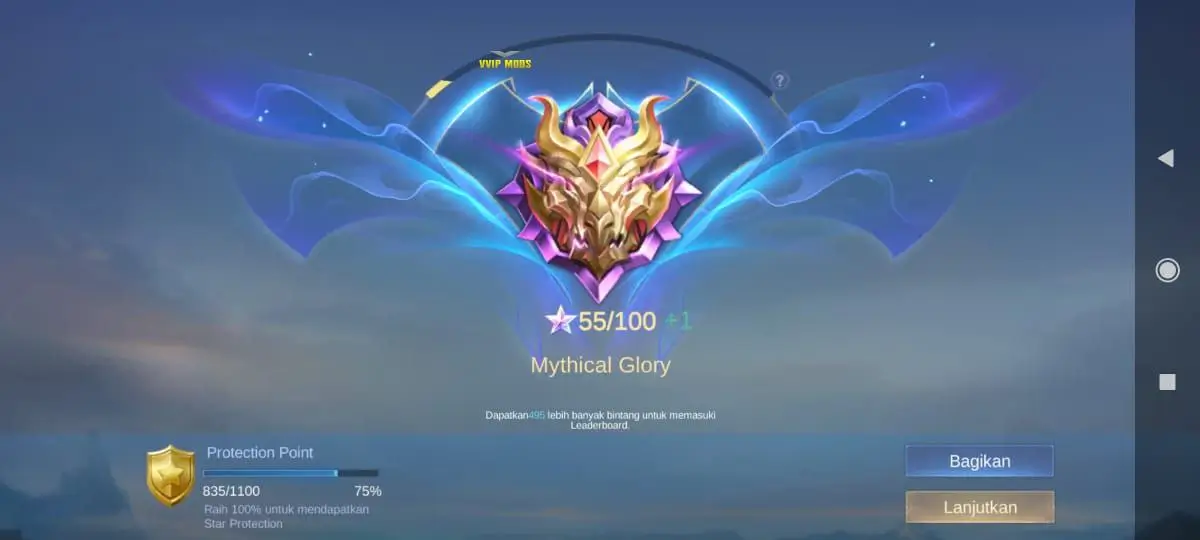 VVIP MODS
?
55/100 +1
Mythical Glory
Dapatkan495 lebih banyak bintang untuk memasuki
Leaderboard.
Protection Point
835/1100 75%
Raih 100% untuk mendapatkan
Star Protection
Bagikan
Lanjutkan